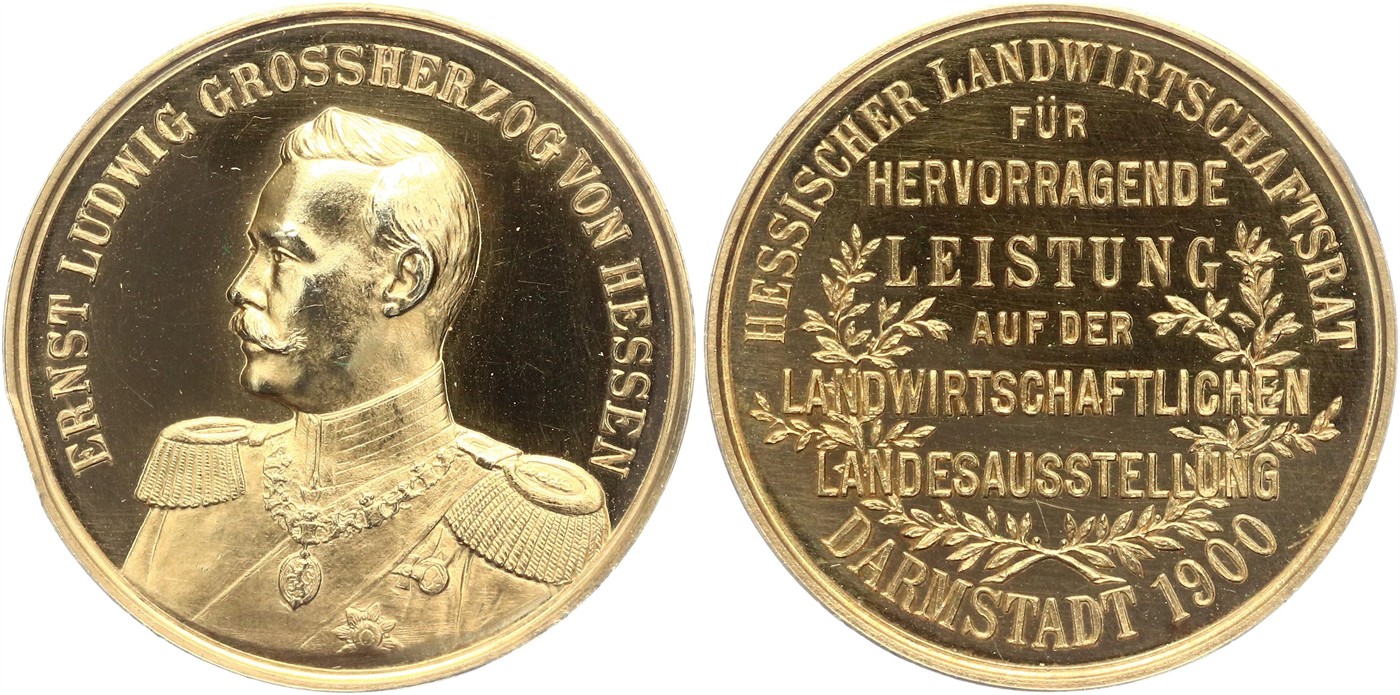 ERNST LUDWIG GROSSHERZOG VON HESSEN
HESSISCHER LANDWIRTSCHAFTSRAT
FÜR
HERVORRAGENDE
LEISTUNG
AUF DER
LANDWIRTSCHAFTLICHEN
LANDESAUSSTELLUNG
DARMSTADT 1900